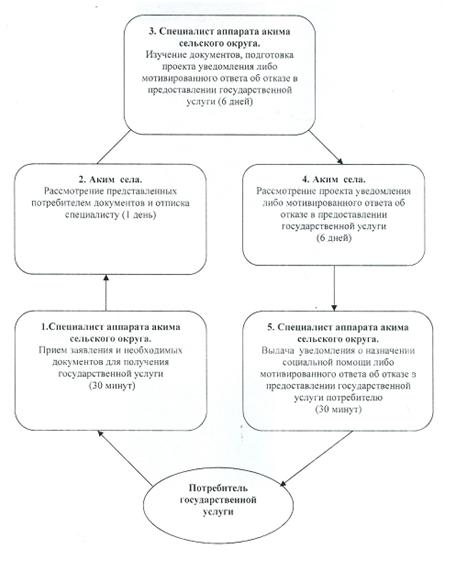 3. Специалист аппарата акима
сельского округа.
Изучение документов, подготовка
проекта уведомления либо
мотивированного ответа об отказе в
предоставлении государственной
услуги (6 дней)
2. Аким села.
Рассмотрение представленных
потребителем документов и отписка
специалисту (1 день)
4. Аким села.
Рассмотрение проекта уведомления
либо мотивированного ответа об
отказе в предоставлении
государственной услуги
(6 дней)
1.Специалист аппарата акима
сельского округа.
Прием заявления и необходимых
документов для получения
государственной услуги
(30 минут)
5. Специалист аппарата акима
сельского округа.
Выдача уведомления о назначении
социальной помощи либо
мотивированного ответа об отказе в
предоставлении государственной
услуги потребителю
(30 минут)
Потребитель
государственной
услуги